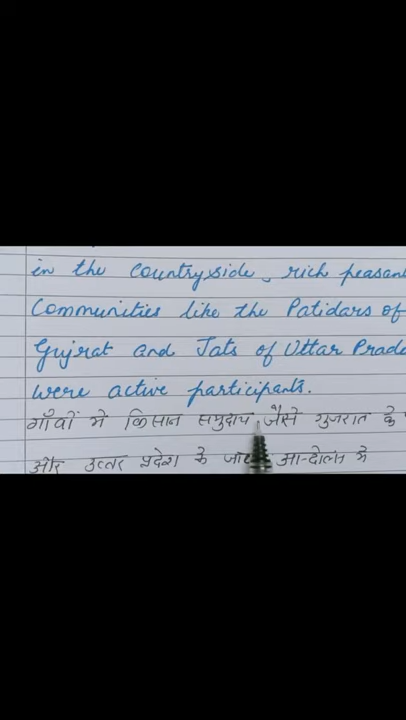 in the countryside, rich peasant
Communities like the Patidars of
Gujrat and Jats of Uttar Prade
were active participants.
गाँवों मे किसान समुदाय जैसे गुजरात के
और उत्तर प्रदेश के आन्दोलन मे